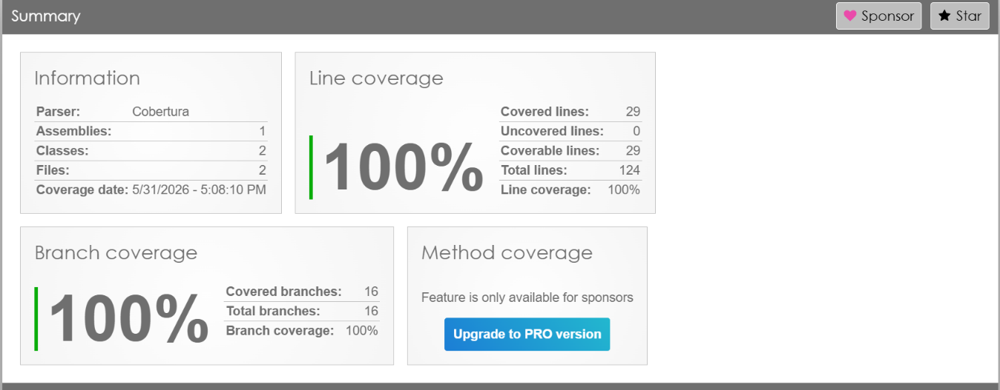 Summary
Sponsor
Star
Information
Parser: Cobertura
Assemblies: 1
Classes: 2
Files: 2
Coverage date: 5/31/2026 - 5:08:10 PM
Line coverage
100%
Covered lines: 29
Uncovered lines: 0
Coverable lines: 29
Total lines: 124
Line coverage: 100%
Branch coverage
100%
Covered branches: 16
Total branches: 16
Branch coverage: 100%
Method coverage
Feature is only available for sponsors
Upgrade to PRO version